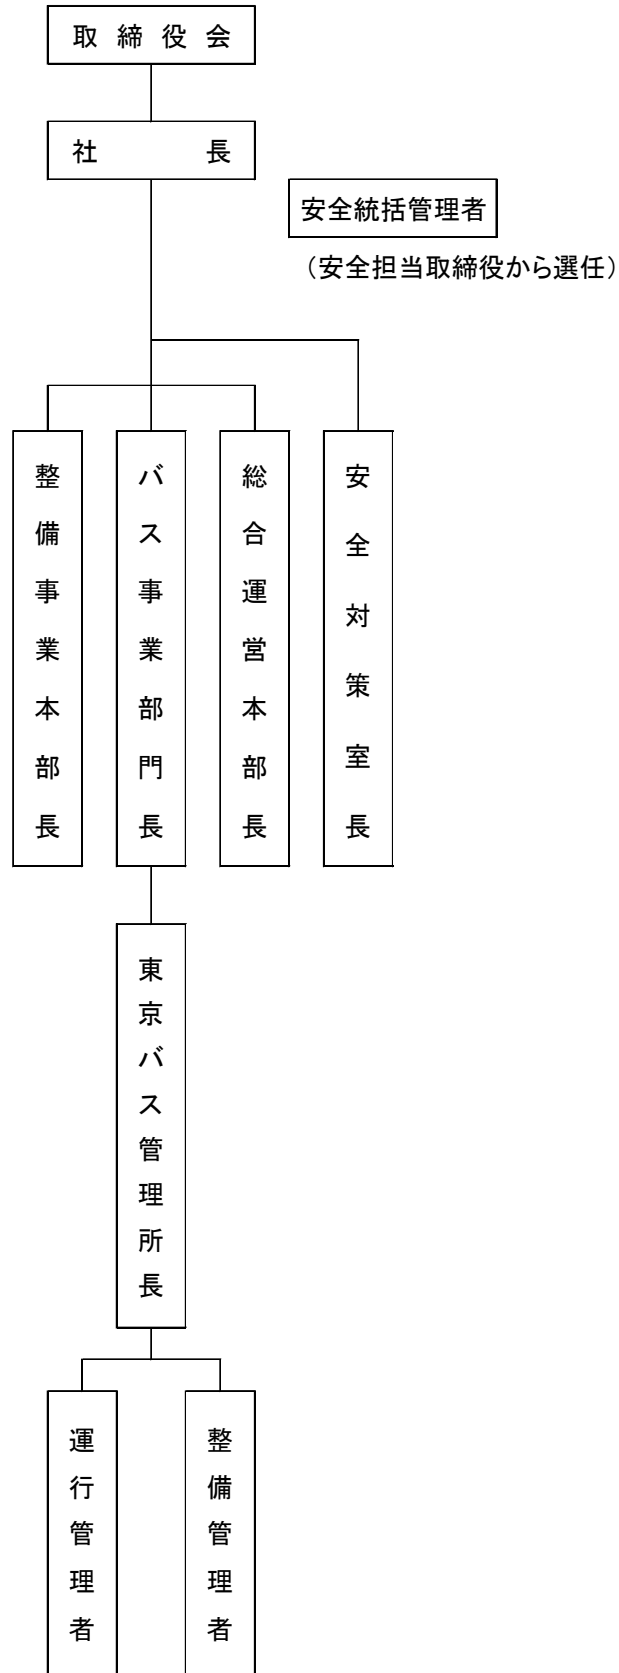 取締役会
社長
安全統括管理者
（安全担当取締役から選任）
整備事業本部長
バス事業部門長
総合運営本部長
安全対策室長
東京バス管理所長
運行管理者
整備管理者